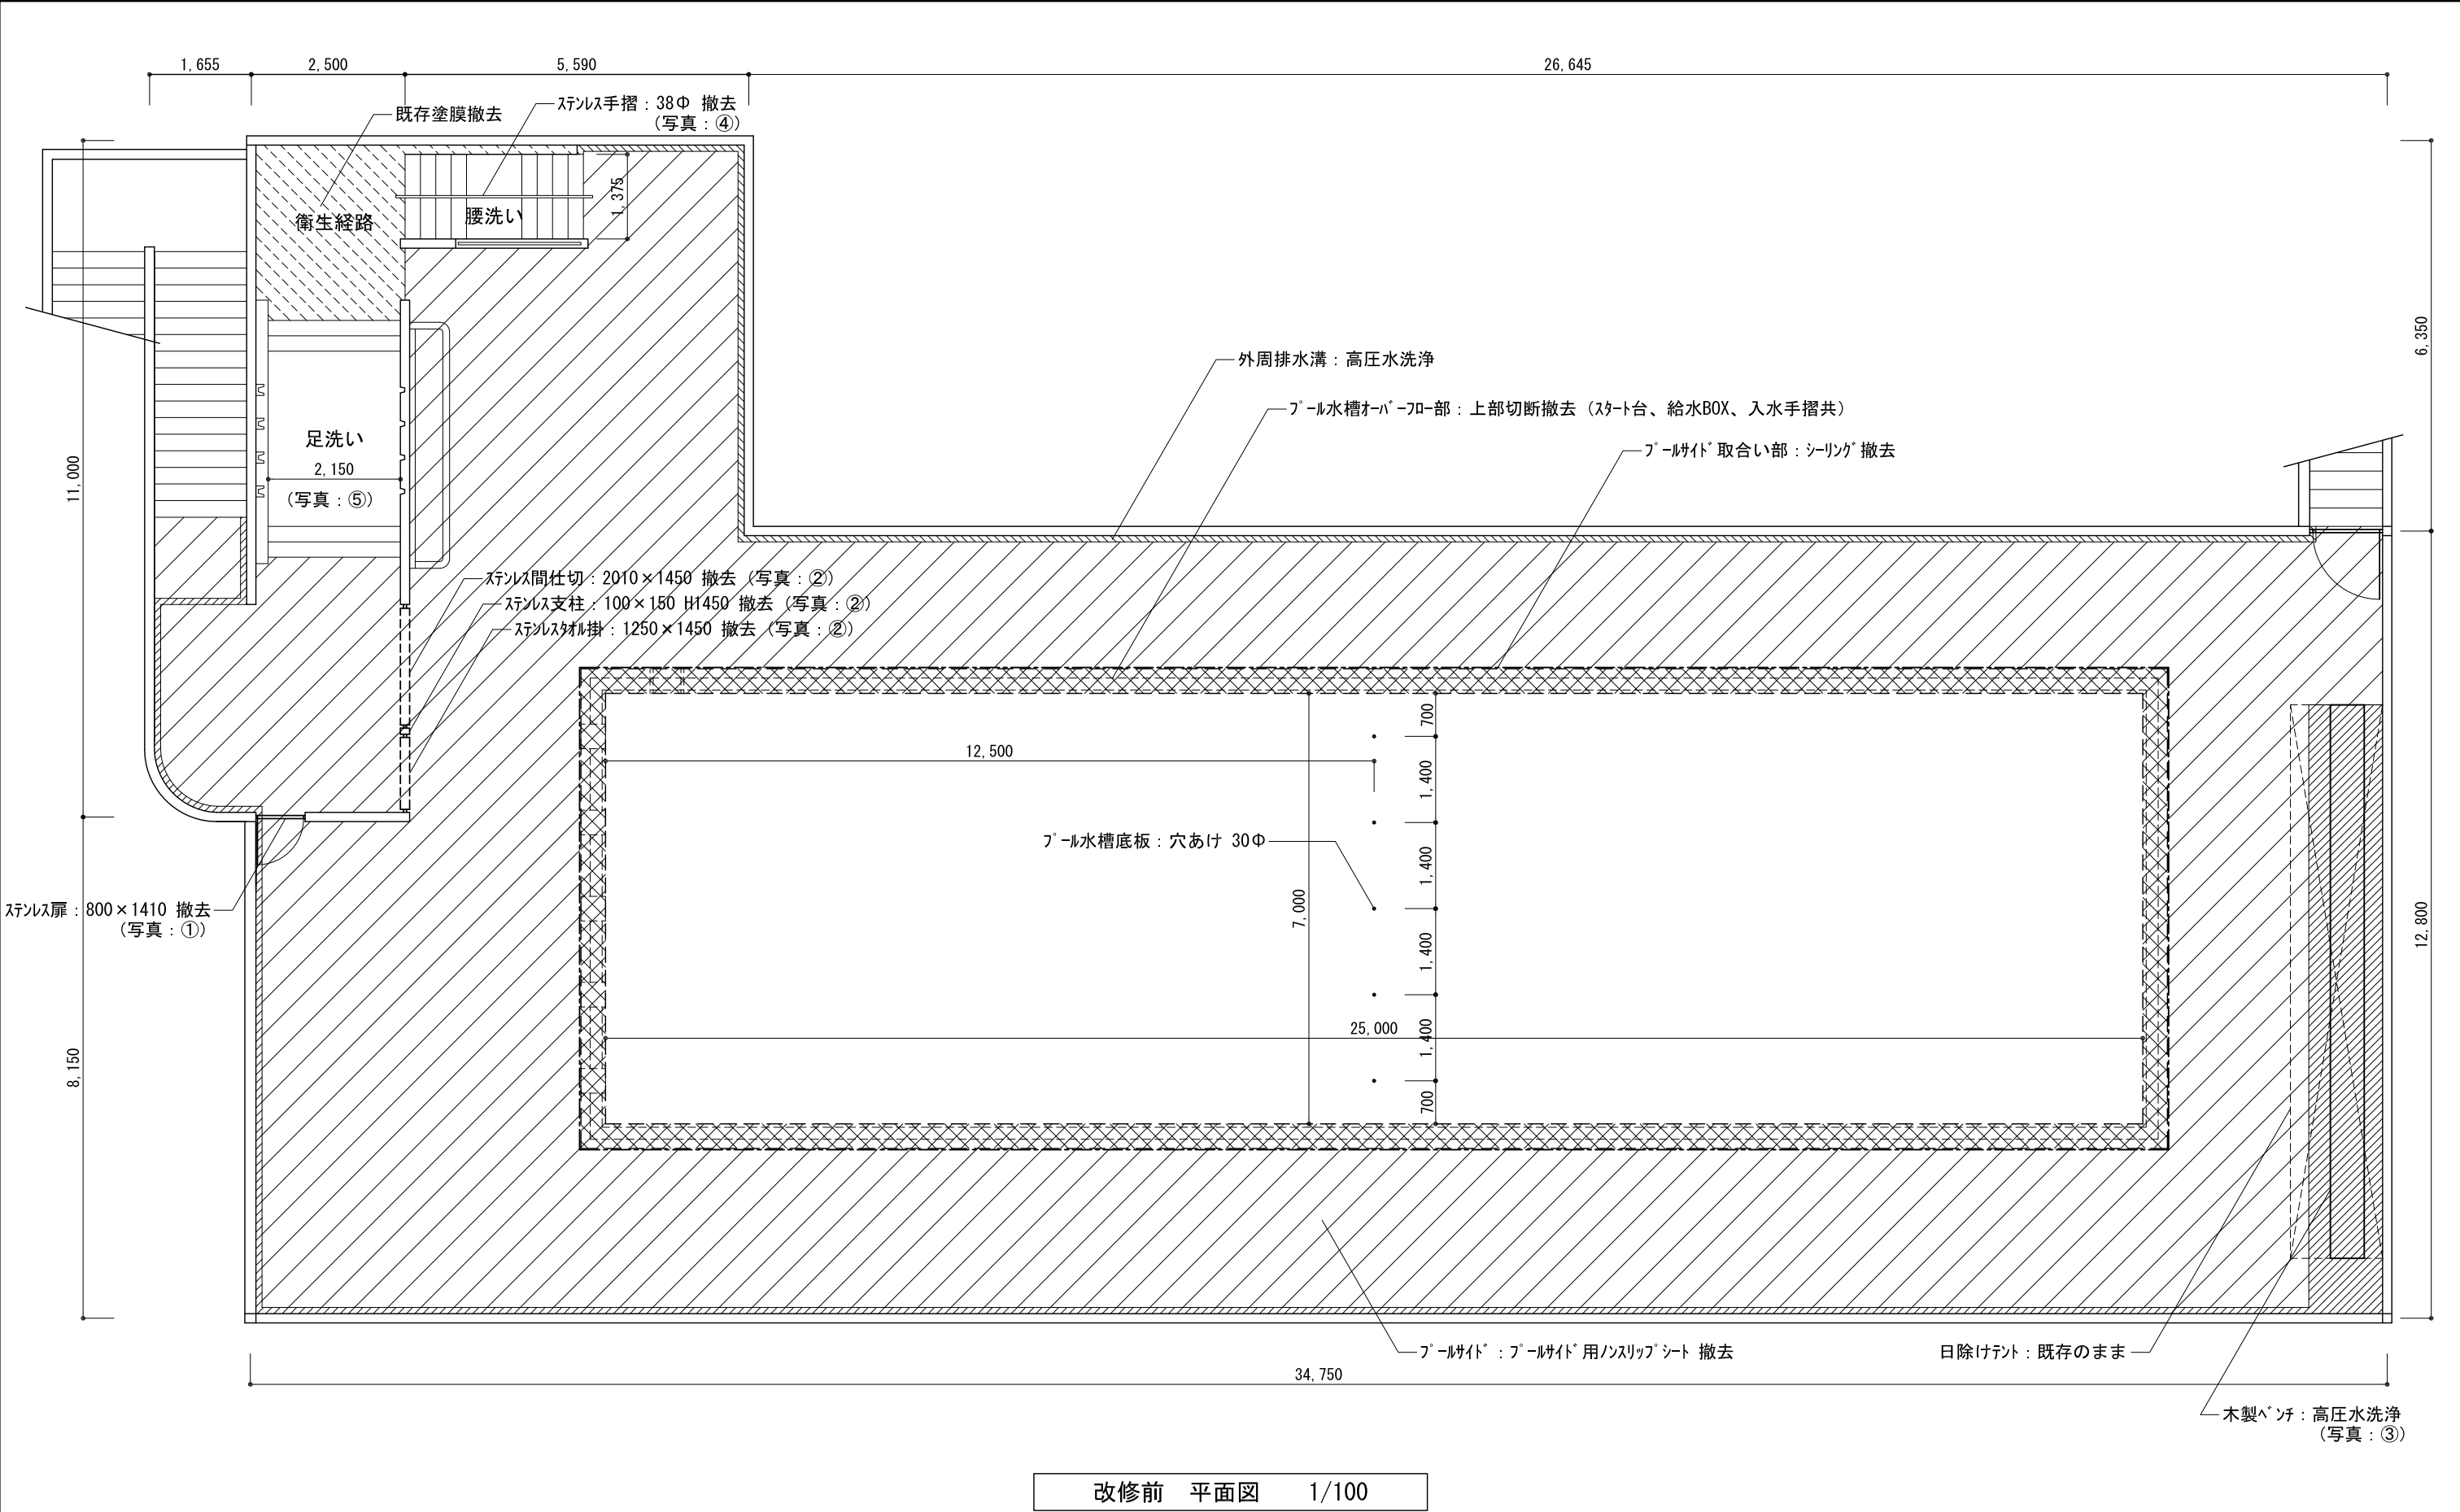 1,655
2,500
5,590
26,645
既存塗膜撤去
ｽﾃﾝﾚｽ手摺：38Φ 撤去
（写真：④）
衛生経路
腰洗い
1,375
6,350
外周排水溝：高圧水洗浄
ﾌﾟｰﾙ水槽ｵｰﾊﾞｰﾌﾛｰ部：上部切断撤去（ｽﾀｰﾄ台、給水BOX、入水手摺共）
ﾌﾟｰﾙｻｲﾄﾞ取合い部：ｼｰﾘﾝｸﾞ撤去
11,000
足洗い
2,150
（写真：⑤）
ｽﾃﾝﾚｽ間仕切：2010×1450 撤去（写真：②）
ｽﾃﾝﾚｽ支柱：100×150 H1450 撤去（写真：②）
ｽﾃﾝﾚｽﾀｵﾙ掛：1250×1450 撤去（写真：②）
700
12,500
1,400
ﾌﾟｰﾙ水槽底板：穴あけ 30Φ
1,400
7,000
ｽﾃﾝﾚｽ扉：800×1410 撤去
（写真：①）
1,400
12,800
25,000
1,400
8,150
700
ﾌﾟｰﾙｻｲﾄﾞ：ﾌﾟｰﾙｻｲﾄﾞ用ﾉﾝｽﾘｯﾌﾟｼｰﾄ 撤去
日除けﾃﾝﾄ：既存のまま
34,750
木製ﾍﾞﾝﾁ：高圧水洗浄
（写真：③）
改修前　平面図　　1/100